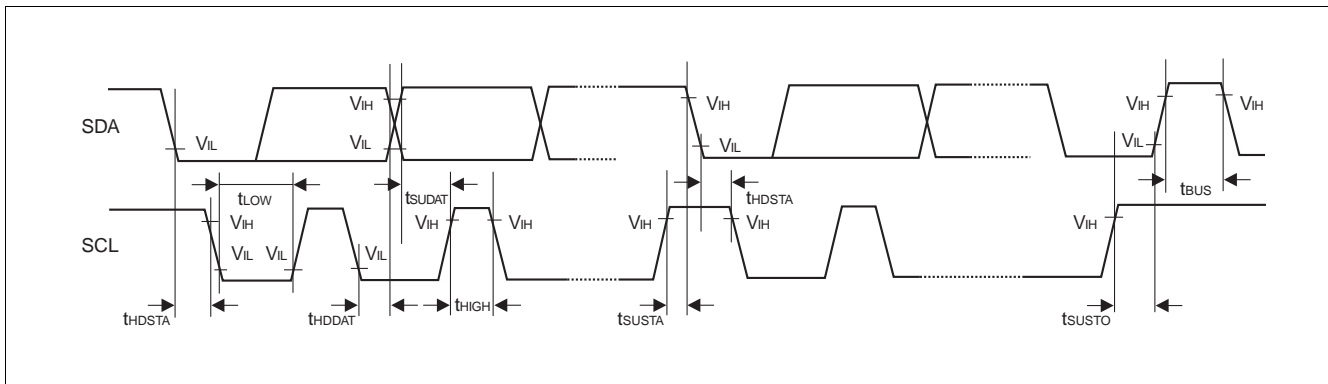 VIH VIH VIH VIH
SDA VIL VIL VIL VIL
tLOW tSUDAT tHDSTA tBUS
VIH VIH VIH VIH VIH VIH
SCL VIL VIL VIL
tHDSTA tHDDAT tHIGH tSUSTA tSUSTO